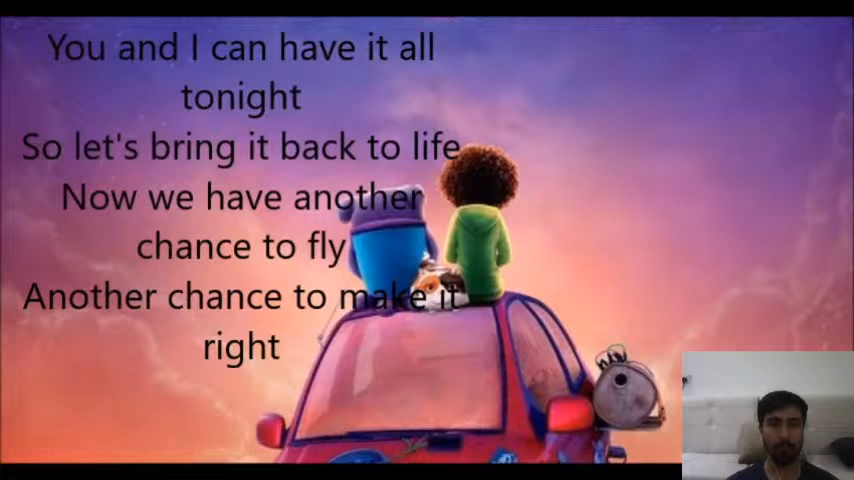 You and I can have it all
tonight
So let's bring it back to life
Now we have another
chance to fly
Another chance to make it
right